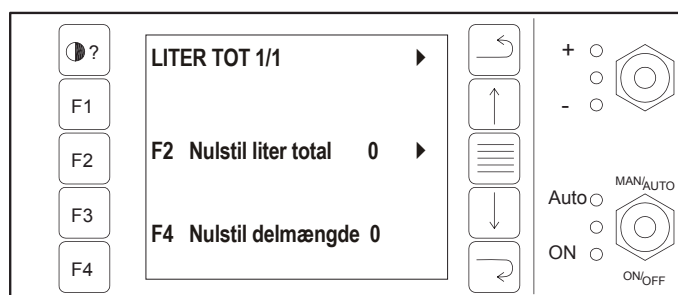 ?
F1
F2
F3
F4
LITER TOT 1/1
F2 Nulstil liter total 0
F4 Nulstil delmængde 0
+
-
MAN/AUTO
Auto
ON
ON/OFF